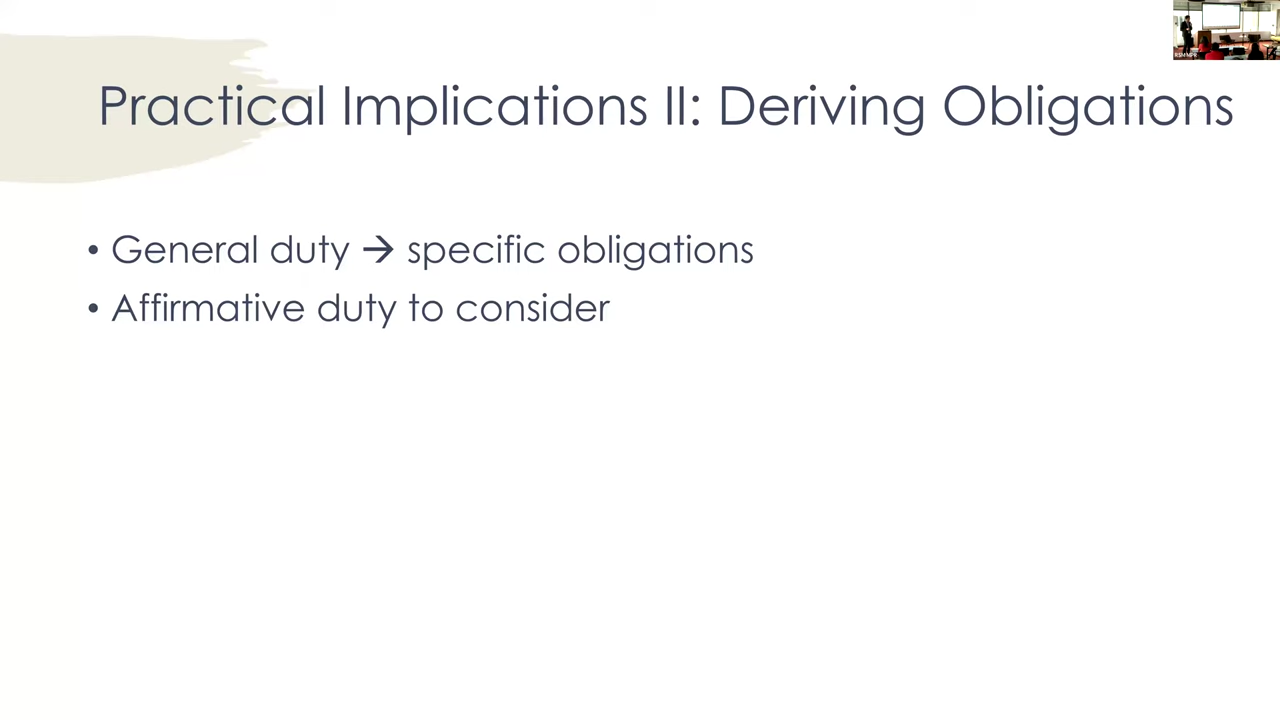 Practical Implications II: Deriving Obligations
• General duty → specific obligations
• Affirmative duty to consider